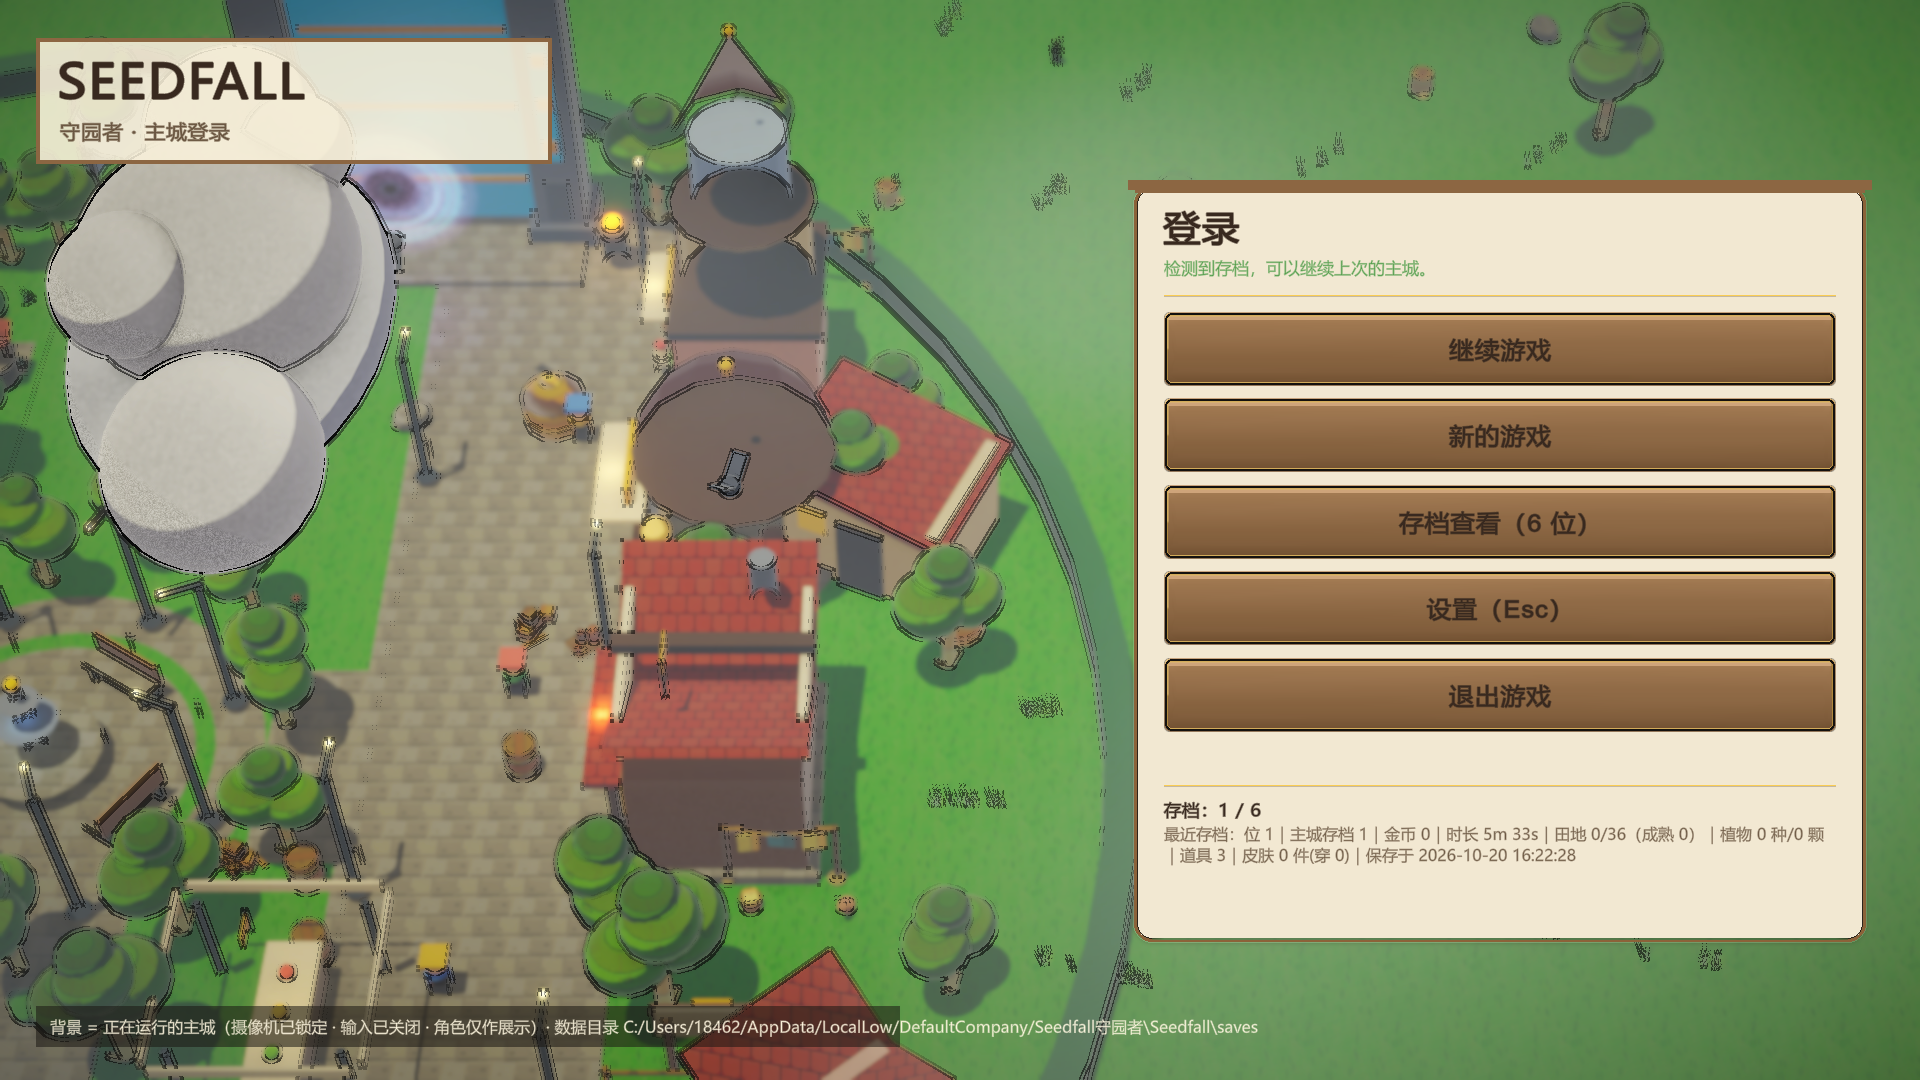 SEEDFALL
守园者 · 主城登录
登录
检测到存档，可以继续上次的主城。
继续游戏
新的游戏
存档查看（6 位）
设置（Esc）
退出游戏
存档：1 / 6
最近存档：位 1｜主城存档 1｜金币 0｜时长 5m 33s｜田地 0/36（成熟 0）｜植物 0 种/0 颗
｜道具 3｜皮肤 0 件(穿 0)｜保存于 2026-10-20 16:22:28
背景 = 正在运行的主城（摄像机已锁定 · 输入已关闭 · 角色仅作展示）· 数据目录 C:/Users/18462/AppData/LocalLow/DefaultCompany/Seedfall守园者\Seedfall\saves